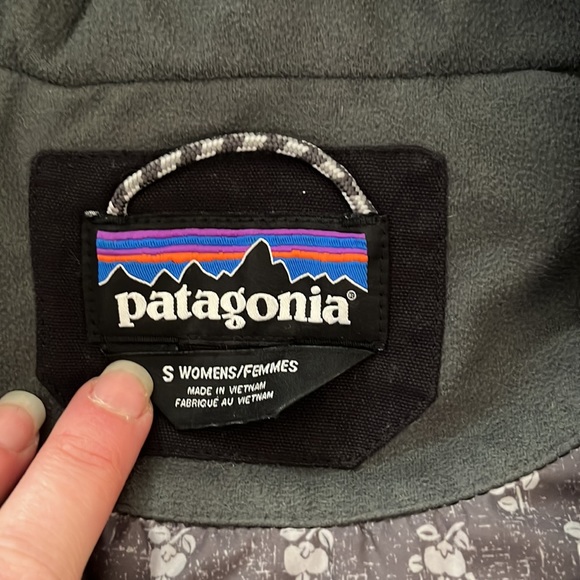 patagonia®
S WOMENS/FEMMES
MADE IN VIETNAM
FABRIQUÉ AU VIETNAM